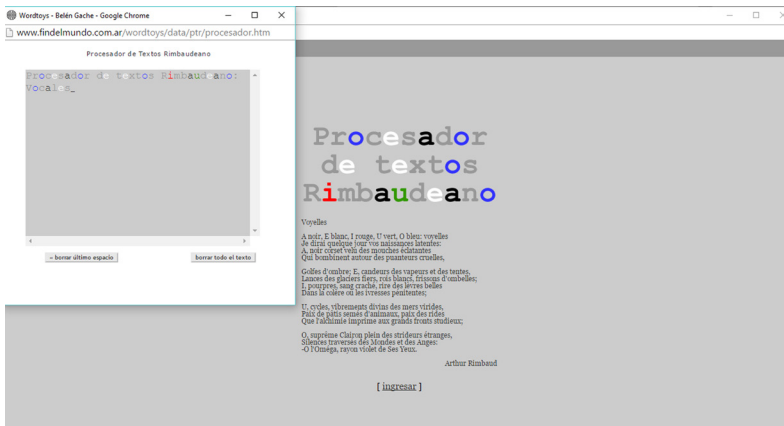 Wordtoys - Belén Gache - Google Chrome
www.findelmundo.com.ar/wordtoys/data/ptr/procesador.htm
Procesador de Textos Rimbaudeano
Procesador de textos Rimbaudeano:
Vocales_
« borrar último espacio
borrar todo el texto
Procesador
de textos
Rimbaudeano
Voyelles
A noir, E blanc, I rouge, U vert, O bleu: voyelles
Je dirai quelque jour vos naissances latentes:
A, noir corset velu des mouches éclatantes
Qui bombinent autour des puanteurs cruelles,
Golfes d'ombre; E, candeurs des vapeurs et des tentes,
Lances des glaciers fiers, rois blancs, frissons d'ombelles;
I, pourpres, sang craché, rire des lèvres belles
Dans la colère ou les ivresses pénitentes;
U, cycles, vibrements divins des mers virides,
Paix de pâtis semés d'animaux, paix des rides
Que l'alchimie imprime aux grands fronts studieux;
O, suprême Clairon plein des strideurs étranges,
Silences traversés des Mondes et des Anges:
-O l'Oméga, rayon violet de Ses Yeux.
Arthur Rimbaud
[ ingresar ]